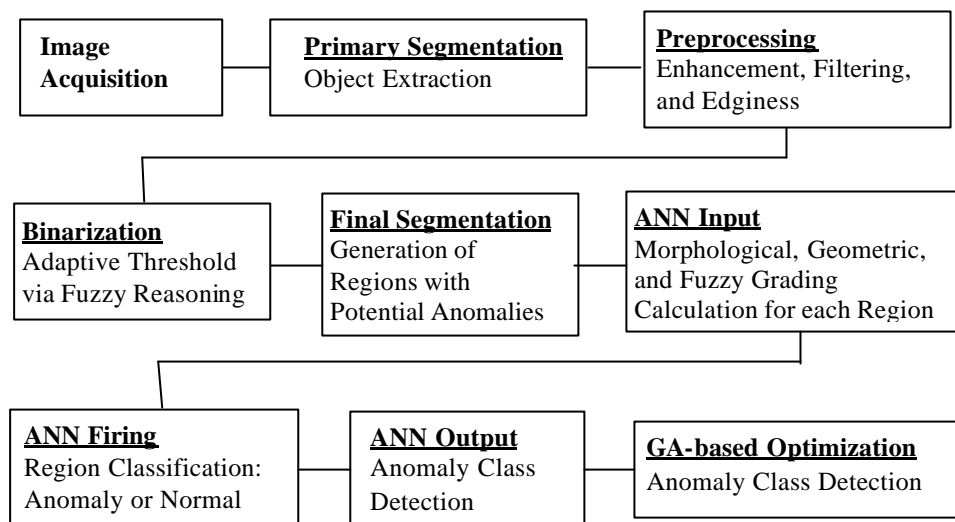 Image
Acquisition
Primary Segmentation
Object Extraction
Preprocessing
Enhancement, Filtering,
and Edginess
Binarization
Adaptive Threshold
via Fuzzy Reasoning
Final Segmentation
Generation of
Regions with
Potential Anomalies
ANN Input
Morphological, Geometric,
and Fuzzy Grading
Calculation for each Region
ANN Firing
Region Classification:
Anomaly or Normal
ANN Output
Anomaly Class
Detection
GA-based Optimization
Anomaly Class Detection